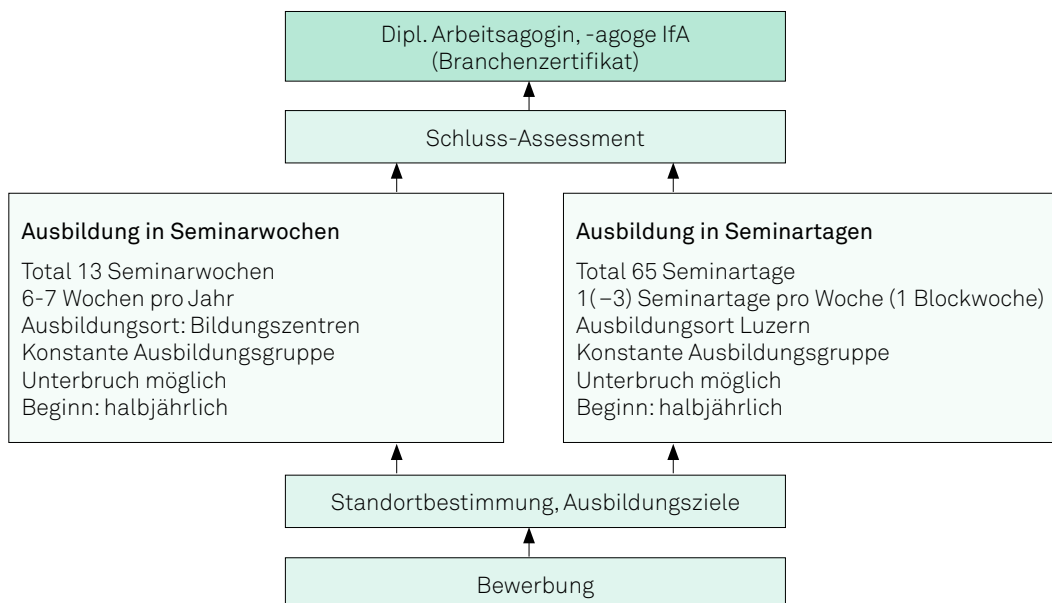 Dipl. Arbeitsagogin, -agoge IfA
(Branchenzertifikat)
Schluss-Assessment
Ausbildung in Seminarwochen
Total 13 Seminarwochen
6-7 Wochen pro Jahr
Ausbildungsort: Bildungszentren
Konstante Ausbildungsgruppe
Unterbruch möglich
Beginn: halbjährlich
Ausbildung in Seminartagen
Total 65 Seminartage
1(–3) Seminartage pro Woche (1 Blockwoche)
Ausbildungsort Luzern
Konstante Ausbildungsgruppe
Unterbruch möglich
Beginn: halbjährlich
Standortbestimmung, Ausbildungsziele
Bewerbung